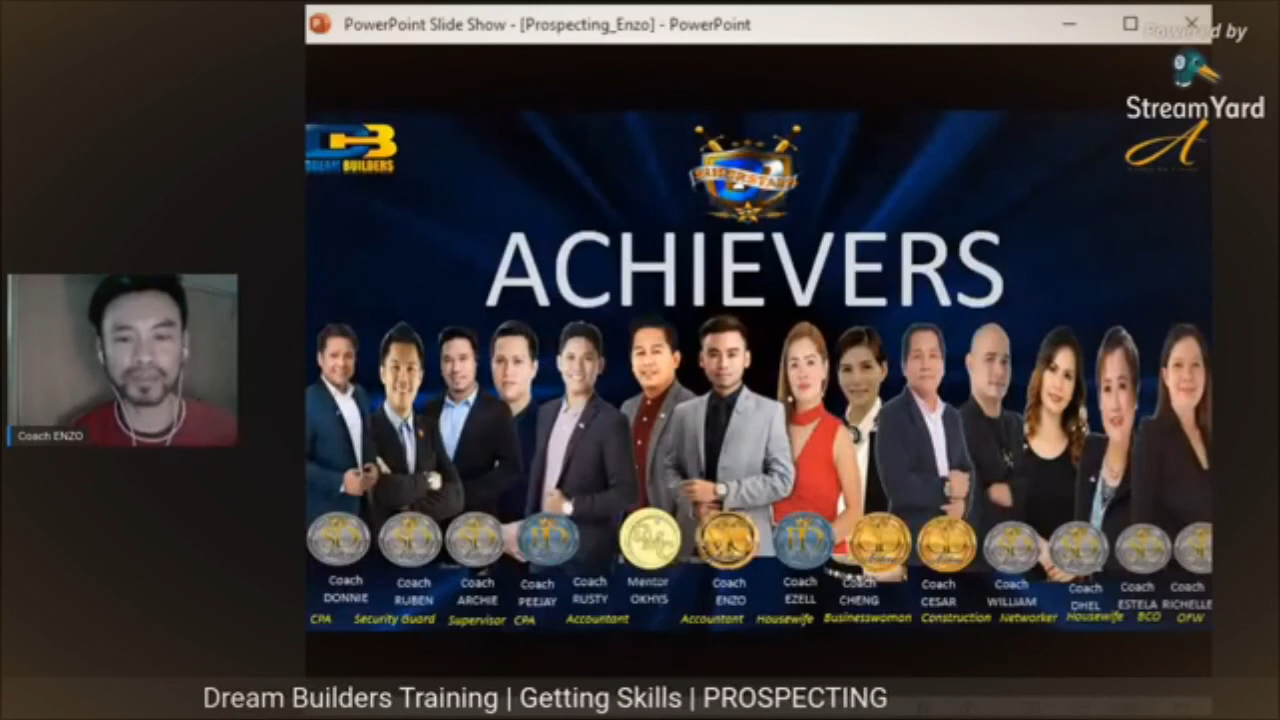 PowerPoint Slide Show - [Prospecting_Enzo] - PowerPoint
Powered by
StreamYard
DREAM BUILDERS
A
ACHIEVERS
Coach ENZO
Coach DONNIE
CPA
Coach RUBEN
Security Guard
Coach ARCHIE
Supervisor
Coach PEEJAY
CPA
Coach RUSTY
Accountant
Mentor OKHYS
Coach ENZO
Accountant
Coach EZELL
Housewife
Coach CHENG
Businesswoman
Coach CESAR
Construction
Coach WILLIAM
Networker
Coach DHEL
Housewife
Coach ESTELA
BCO
Coach RICHELLE
OFW
Dream Builders Training | Getting Skills | PROSPECTING